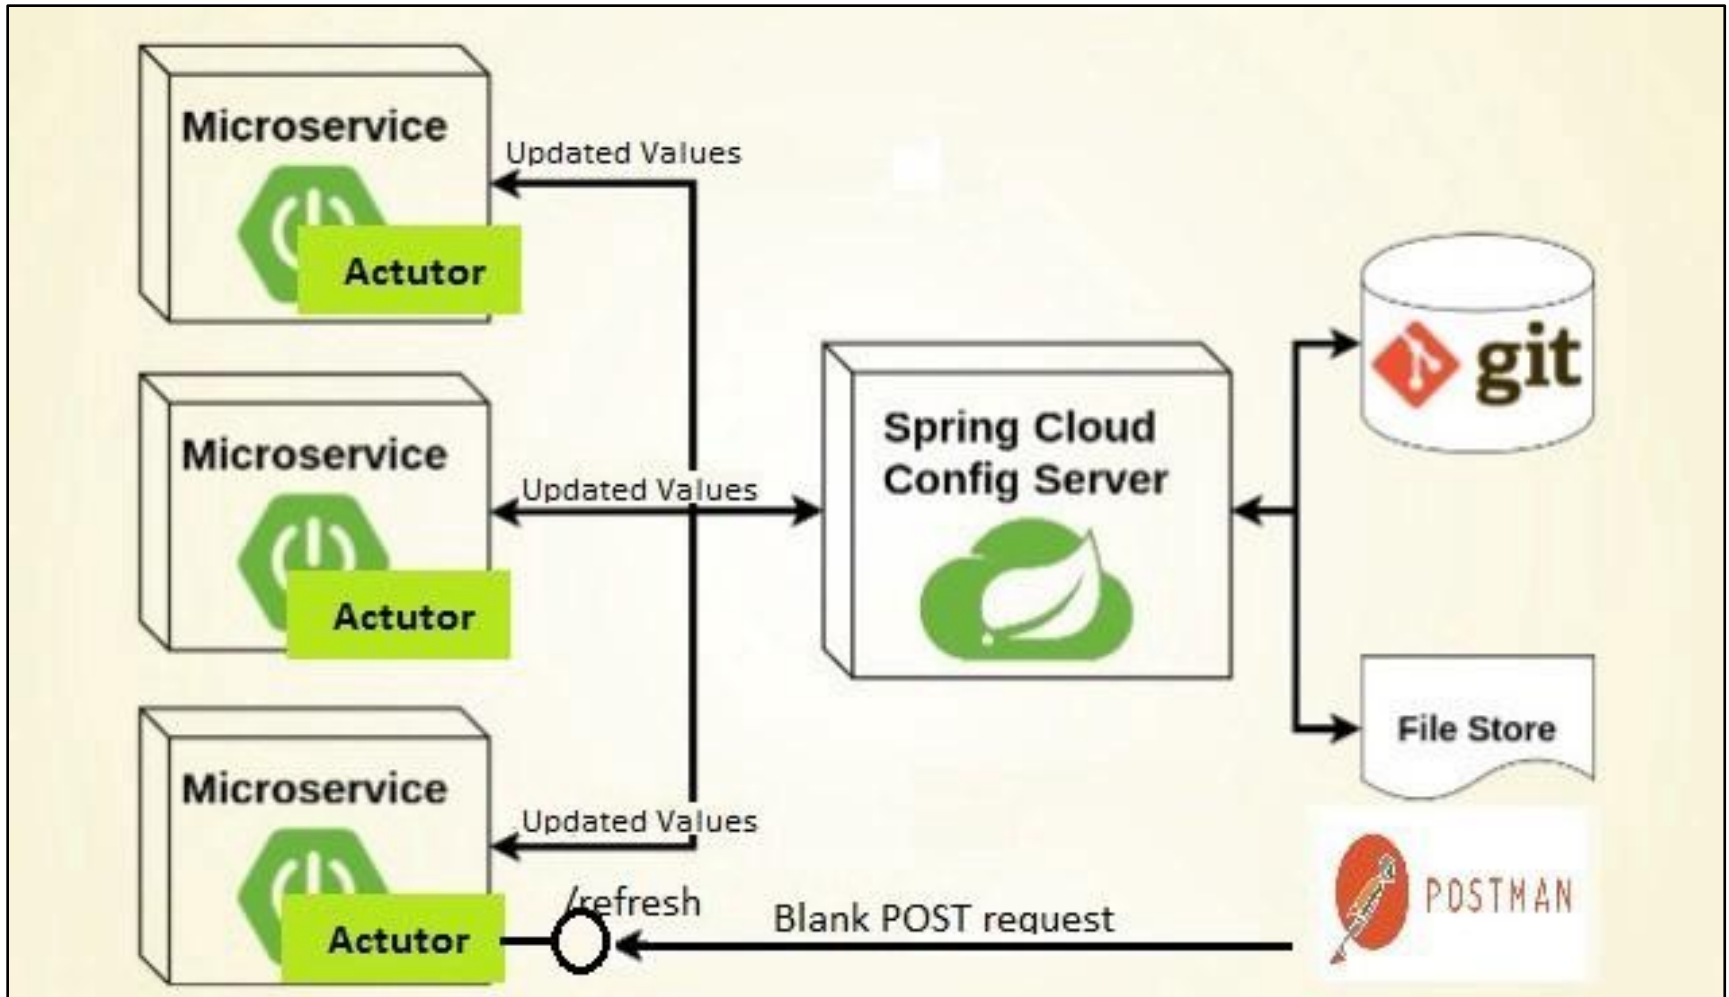 Microservice
Actutor
Updated Values
Microservice
Actutor
Updated Values
Microservice
Actutor
Updated Values
/refresh
Blank POST request
Spring Cloud
Config Server
git
File Store
POSTMAN